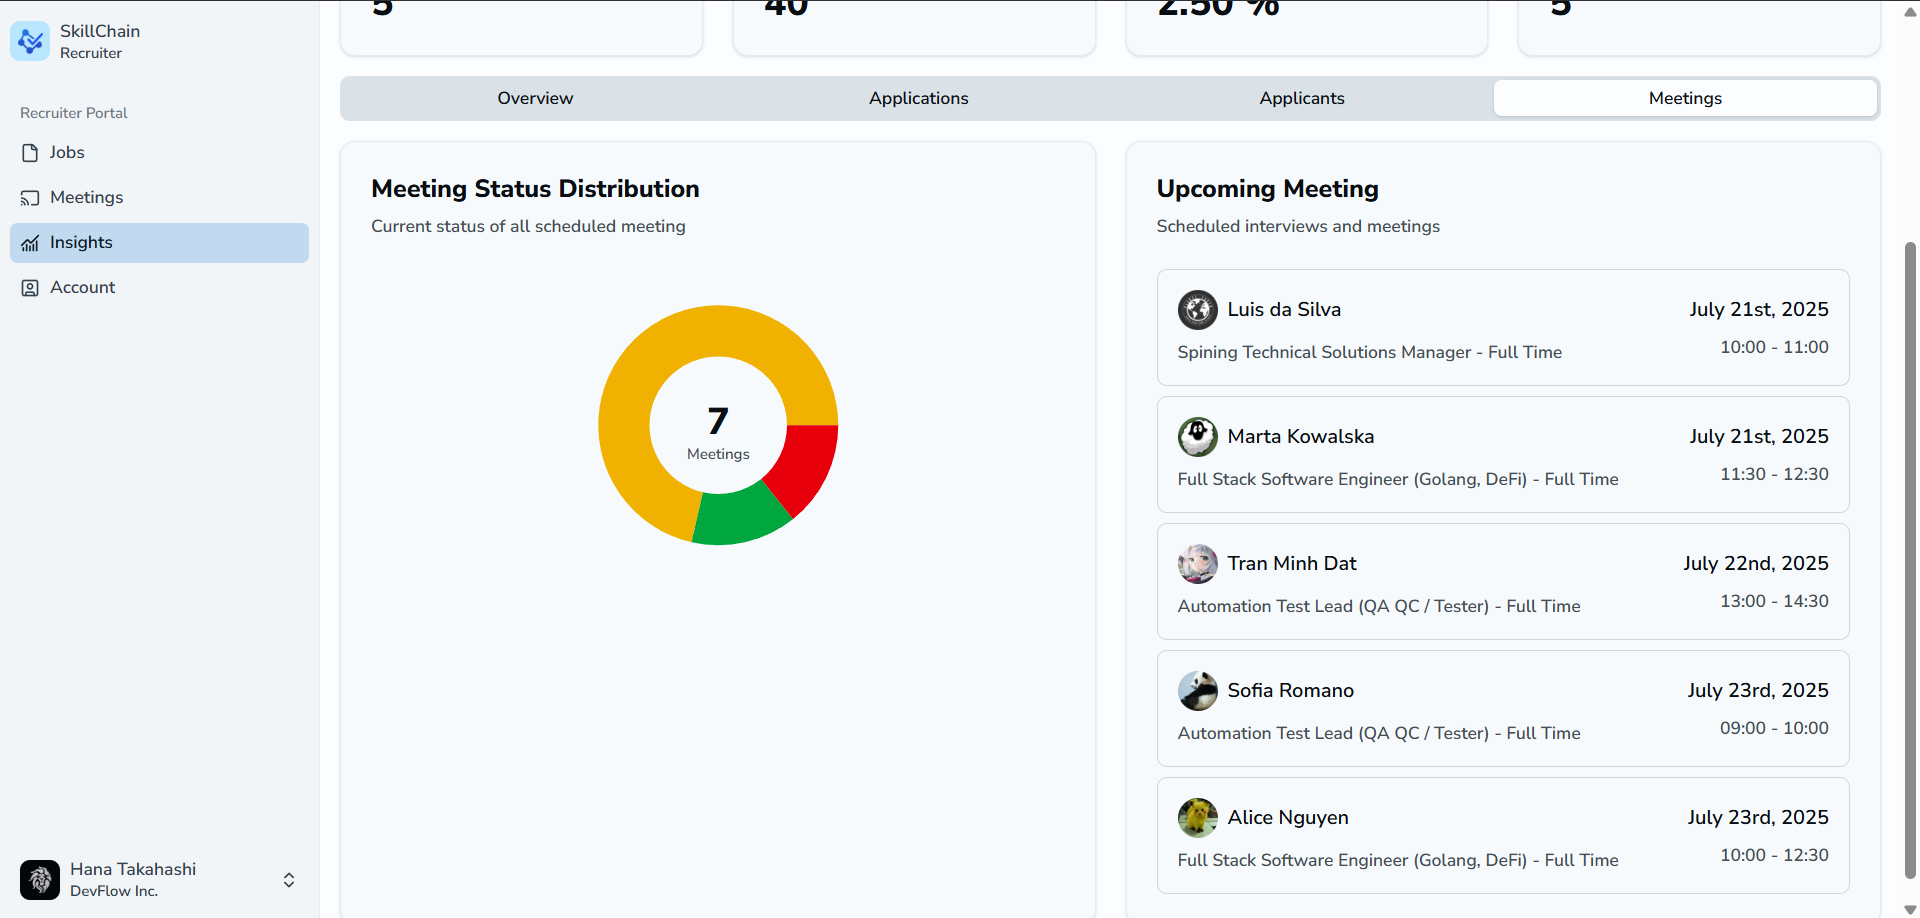 SkillChain
Recruiter
Recruiter Portal
Jobs
Meetings
Insights
Account
Hana Takahashi
DevFlow Inc.
5
40
2.50 %
5
Overview
Applications
Applicants
Meetings
Meeting Status Distribution
Current status of all scheduled meeting
7
Meetings
Upcoming Meeting
Scheduled interviews and meetings
Luis da Silva
July 21st, 2025
Spining Technical Solutions Manager - Full Time
10:00 - 11:00
Marta Kowalska
July 21st, 2025
Full Stack Software Engineer (Golang, DeFi) - Full Time
11:30 - 12:30
Tran Minh Dat
July 22nd, 2025
Automation Test Lead (QA QC / Tester) - Full Time
13:00 - 14:30
Sofia Romano
July 23rd, 2025
Automation Test Lead (QA QC / Tester) - Full Time
09:00 - 10:00
Alice Nguyen
July 23rd, 2025
Full Stack Software Engineer (Golang, DeFi) - Full Time
10:00 - 12:30